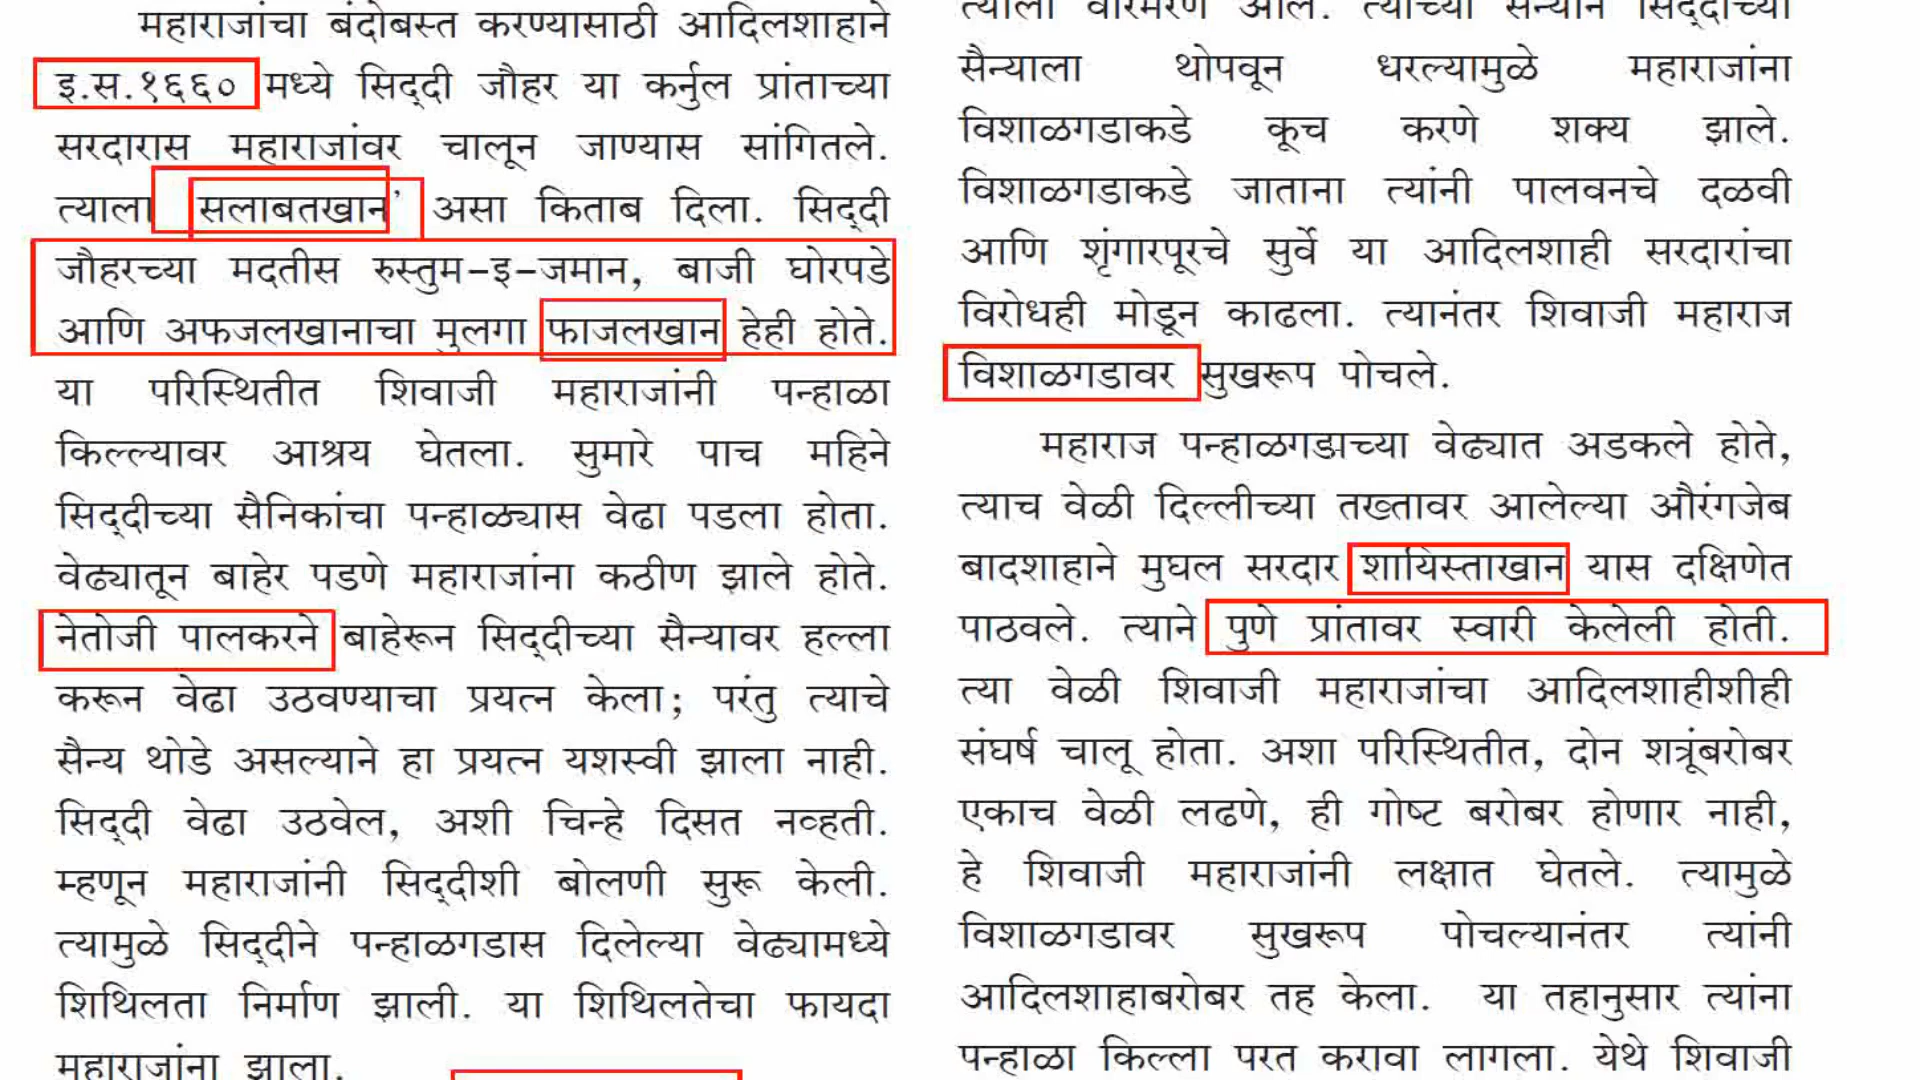 महाराजांचा बंदोबस्त करण्यासाठी आदिलशाहाने
इ.स.१६६० मध्ये सिद्दी जौहर या कर्नुल प्रांताच्या
सरदारास महाराजांवर चालून जाण्यास सांगितले.
त्याला सलाबतखान’ असा किताब दिला. सिद्दी
जौहरच्या मदतीस रुस्तुम-इ-जमान, बाजी घोरपडे
आणि अफजलखानाचा मुलगा फाजलखान हेही होते.
या परिस्थितीत शिवाजी महाराजांनी पन्हाळा
किल्ल्यावर आश्रय घेतला. सुमारे पाच महिने
सिद्दीच्या सैनिकांचा पन्हाळ्यास वेढा पडला होता.
वेढ्यातून बाहेर पडणे महाराजांना कठीण झाले होते.
नेतोजी पालकरने बाहेरून सिद्दीच्या सैन्यावर हल्ला
करून वेढा उठवण्याचा प्रयत्न केला; परंतु त्याचे
सैन्य थोडे असल्याने हा प्रयत्न यशस्वी झाला नाही.
सिद्दी वेढा उठवेल, अशी चिन्हे दिसत नव्हती.
म्हणून महाराजांनी सिद्दीशी बोलणी सुरू केली.
त्यामुळे सिद्दीने पन्हाळगडास दिलेल्या वेढ्यामध्ये
शिथिलता निर्माण झाली. या शिथिलतेचा फायदा
महाराजांना झाला.
त्याला वीरमरण आले. त्याच्या सैन्याने सिद्दीच्या
सैन्याला थोपवून धरल्यामुळे महाराजांना
विशाळगडाकडे कूच करणे शक्य झाले.
विशाळगडाकडे जाताना त्यांनी पालवनचे दळवी
आणि शृंगारपूरचे सुर्वे या आदिलशाही सरदारांचा
विरोधही मोडून काढला. त्यानंतर शिवाजी महाराज
विशाळगडावर सुखरूप पोचले.
महाराज पन्हाळगडाच्या वेढ्यात अडकले होते,
त्याच वेळी दिल्लीच्या तख्तावर आलेल्या औरंगजेब
बादशाहाने मुघल सरदार शायिस्ताखान यास दक्षिणेत
पाठवले. त्याने पुणे प्रांतावर स्वारी केलेली होती.
त्या वेळी शिवाजी महाराजांचा आदिलशाहीशीही
संघर्ष चालू होता. अशा परिस्थितीत, दोन शत्रूंबरोबर
एकाच वेळी लढणे, ही गोष्ट बरोबर होणार नाही,
हे शिवाजी महाराजांनी लक्षात घेतले. त्यामुळे
विशाळगडावर सुखरूप पोचल्यानंतर त्यांनी
आदिलशाहाबरोबर तह केला. या तहानुसार त्यांना
पन्हाळा किल्ला परत करावा लागला. येथे शिवाजी